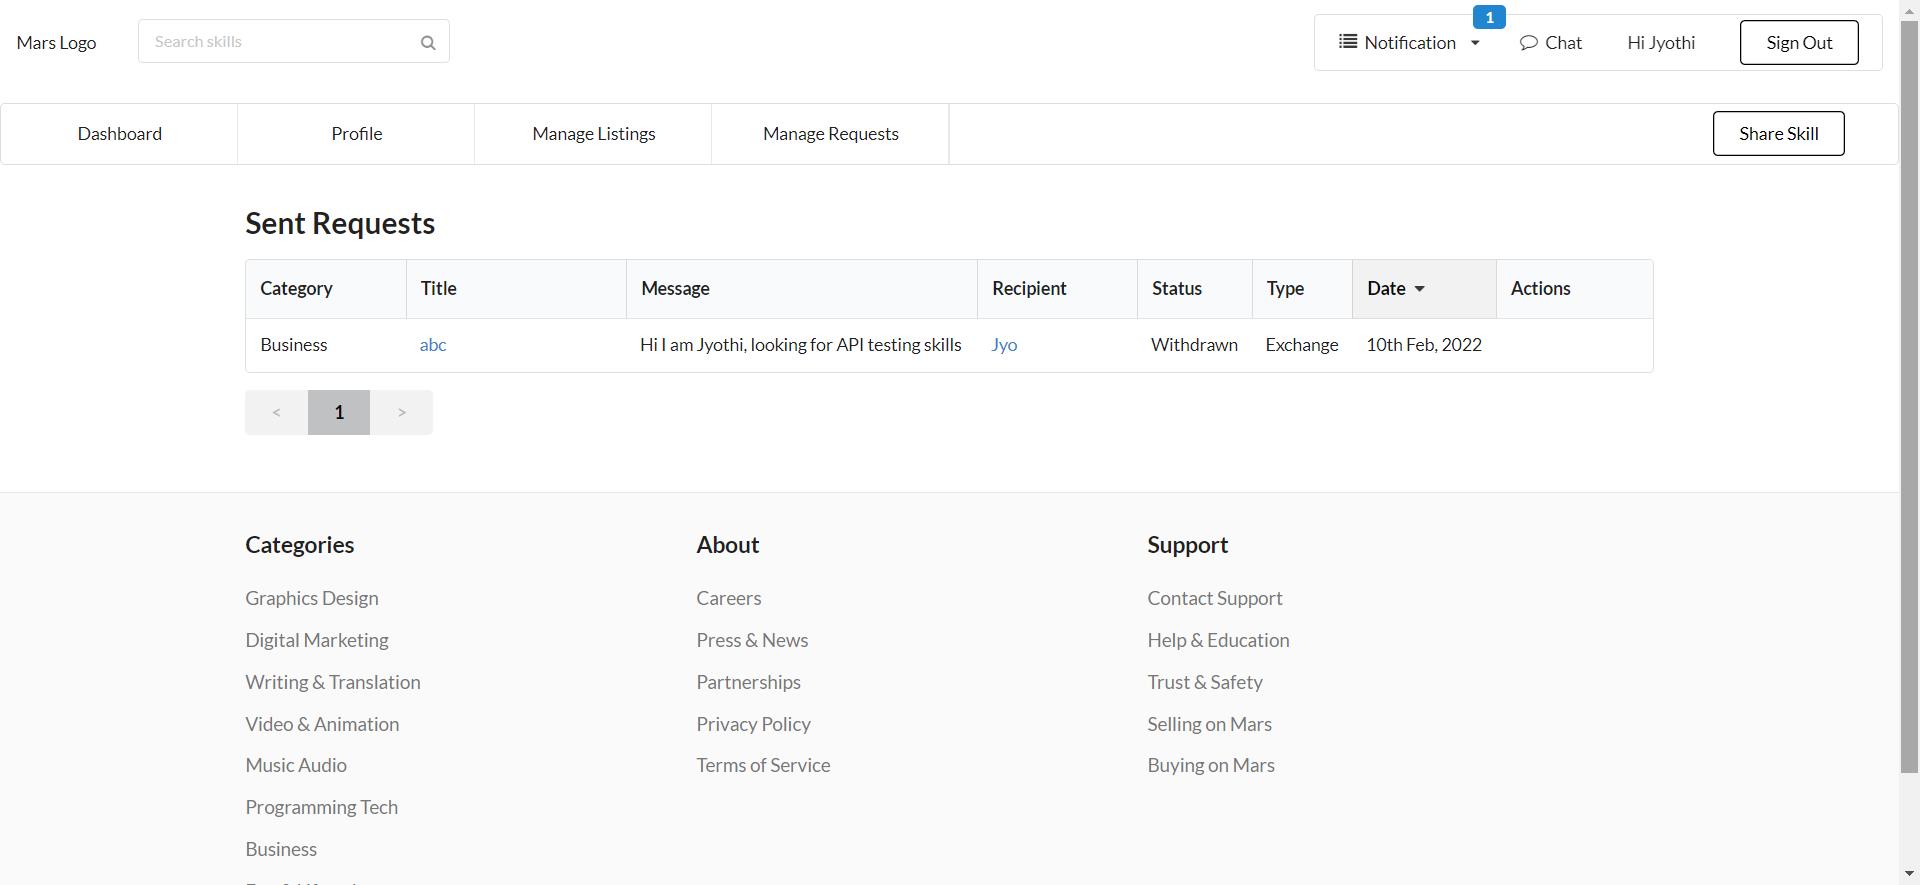 Mars Logo
Search skills
1
Notification
Chat
Hi Jyothi
Sign Out
Dashboard
Profile
Manage Listings
Manage Requests
Share Skill
Sent Requests
Category Title Message Recipient Status Type Date Actions
Business abc Hi I am Jyothi, looking for API testing skills Jyo Withdrawn Exchange 10th Feb, 2022
< 1 >
Categories
Graphics Design
Digital Marketing
Writing & Translation
Video & Animation
Music Audio
Programming Tech
Business
About
Careers
Press & News
Partnerships
Privacy Policy
Terms of Service
Support
Contact Support
Help & Education
Trust & Safety
Selling on Mars
Buying on Mars